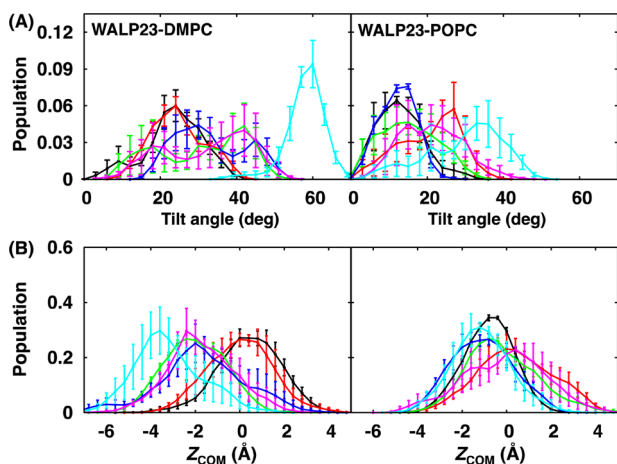 (A)
WALP23-DMPC WALP23-POPC
Population
0.12
0.09
0.06
0.03
0
0 20 40 60 0 20 40 60
Tilt angle (deg) Tilt angle (deg)
(B)
Population
0.6
0.4
0.2
0
-6 -4 -2 0 2 4 -6 -4 -2 0 2 4
ZCOM (Å) ZCOM (Å)